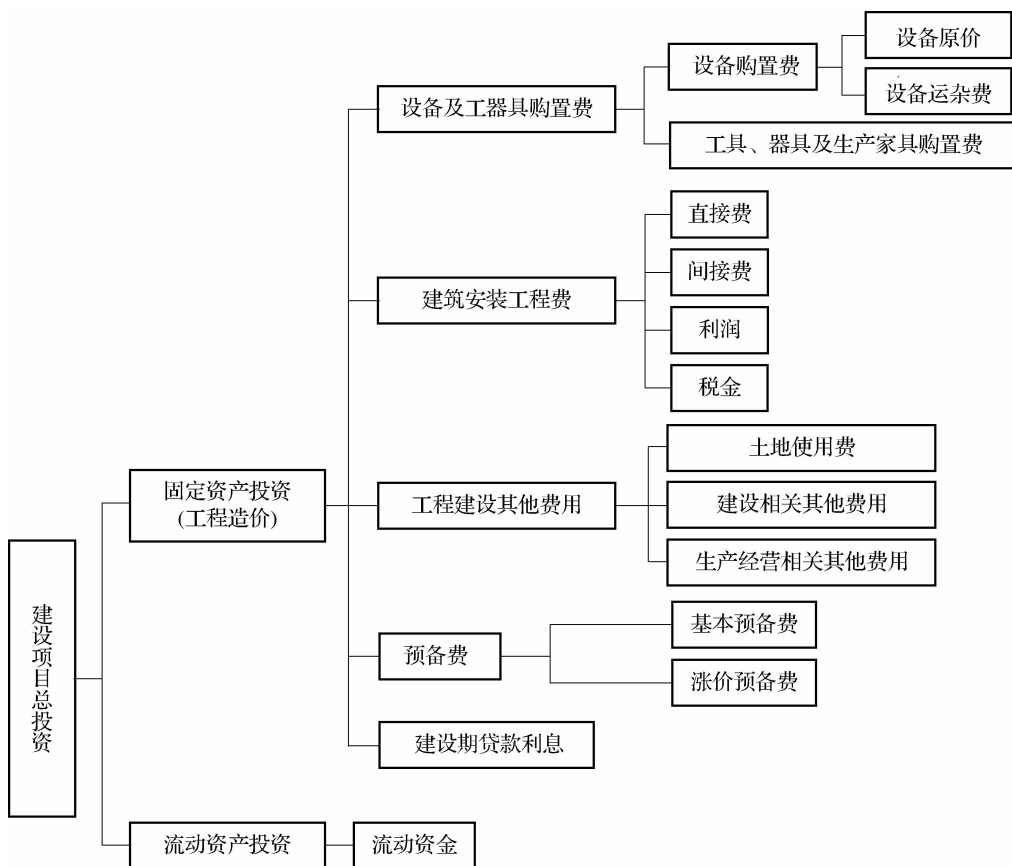 建设项目总投资
固定资产投资
(工程造价)
设备及工器具购置费
设备购置费
设备原价
设备运杂费
工具、器具及生产家具购置费
建筑安装工程费
直接费
间接费
利润
税金
工程建设其他费用
土地使用费
建设相关其他费用
生产经营相关其他费用
预备费
基本预备费
涨价预备费
建设期贷款利息
流动资产投资
流动资金